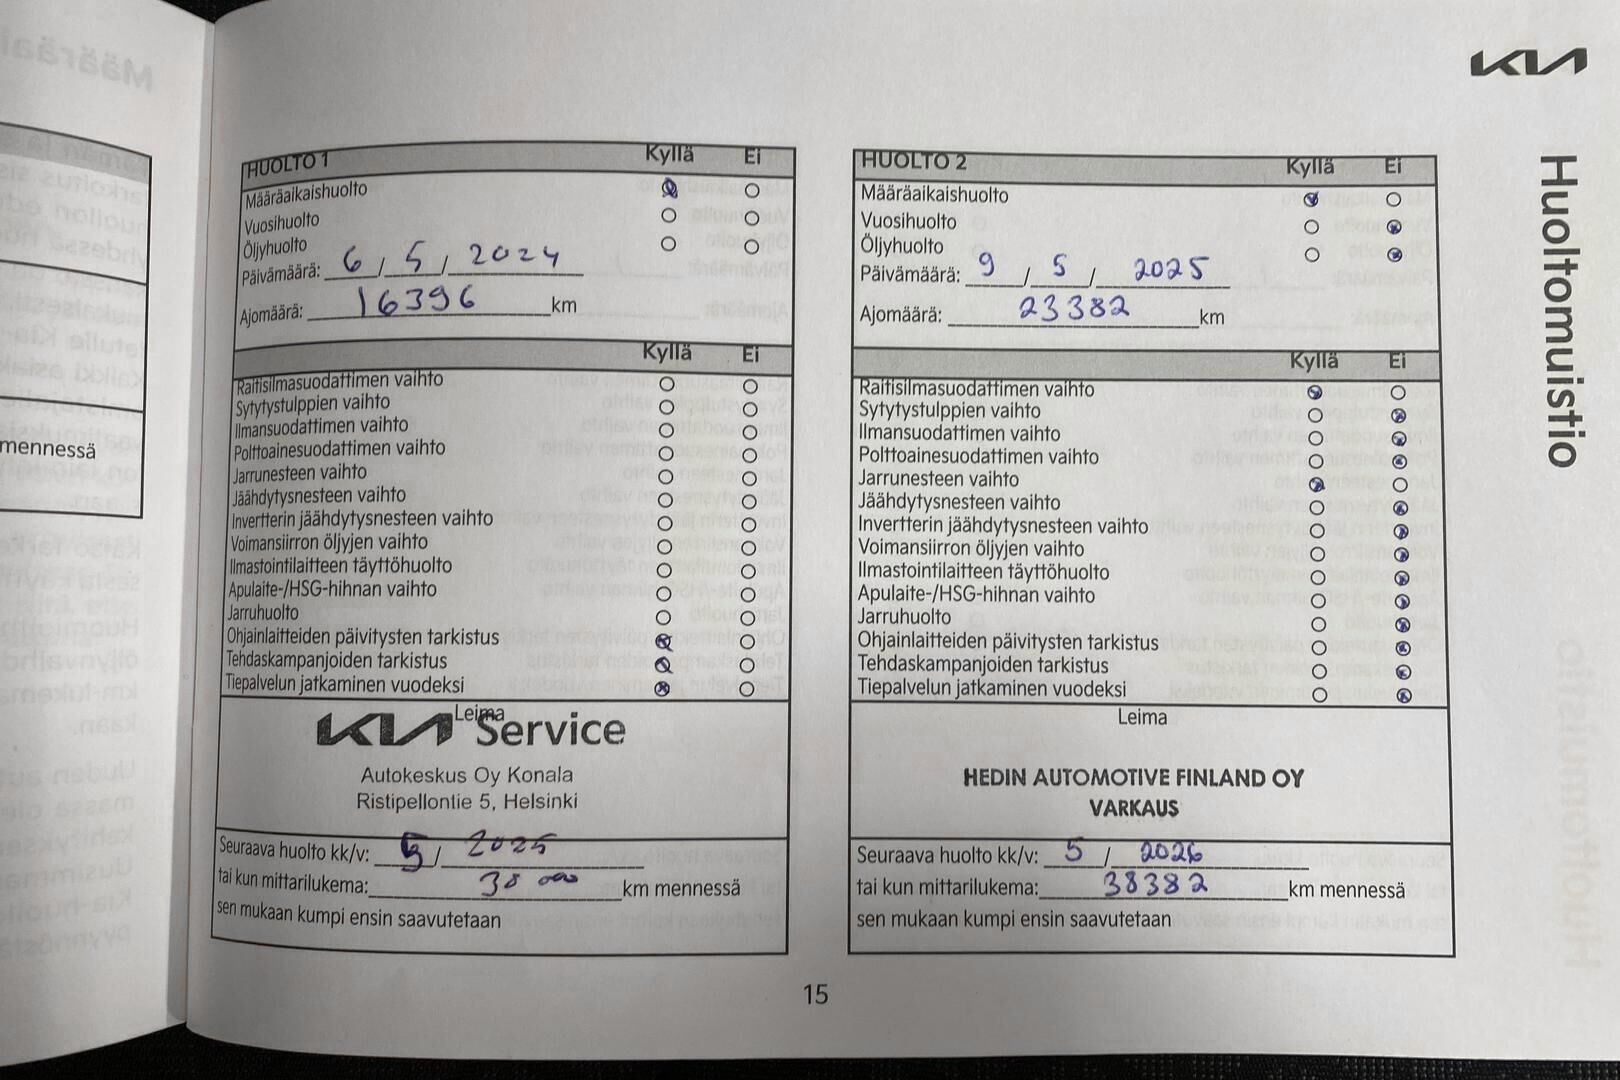 KIA
Huoltomuistio
mennessä
HUOLTO 1 Kyllä Ei
Määräaikaishuolto
Vuosihuolto
Öljyhuolto
Päivämäärä: 6 / 5 / 2024
Ajomäärä: 16396 km
Kyllä Ei
Raitisilmasuodattimen vaihto
Sytytystulppien vaihto
Ilmansuodattimen vaihto
Polttoainesuodattimen vaihto
Jarrunesteen vaihto
Jäähdytysnesteen vaihto
Invertterin jäähdytysnesteen vaihto
Voimansiirron öljyjen vaihto
Ilmastointilaitteen täyttöhuolto
Apulaite-/HSG-hihnan vaihto
Jarruhuolto
Ohjainlaitteiden päivitysten tarkistus
Tehdaskampanjoiden tarkistus
Tiepalvelun jatkaminen vuodeksi
Leima
KIA Service
Autokeskus Oy Konala
Ristipellontie 5, Helsinki
Seuraava huolto kk/v: 5 / 2025
tai kun mittarilukema: 30 000 km mennessä
sen mukaan kumpi ensin saavutetaan
HUOLTO 2 Kyllä Ei
Määräaikaishuolto
Vuosihuolto
Öljyhuolto
Päivämäärä: 9 / 5 / 2025
Ajomäärä: 23382 km
Kyllä Ei
Raitisilmasuodattimen vaihto
Sytytystulppien vaihto
Ilmansuodattimen vaihto
Polttoainesuodattimen vaihto
Jarrunesteen vaihto
Jäähdytysnesteen vaihto
Invertterin jäähdytysnesteen vaihto
Voimansiirron öljyjen vaihto
Ilmastointilaitteen täyttöhuolto
Apulaite-/HSG-hihnan vaihto
Jarruhuolto
Ohjainlaitteiden päivitysten tarkistus
Tehdaskampanjoiden tarkistus
Tiepalvelun jatkaminen vuodeksi
Leima
HEDIN AUTOMOTIVE FINLAND OY
VARKAUS
Seuraava huolto kk/v: 5 / 2026
tai kun mittarilukema: 38382 km mennessä
sen mukaan kumpi ensin saavutetaan
15